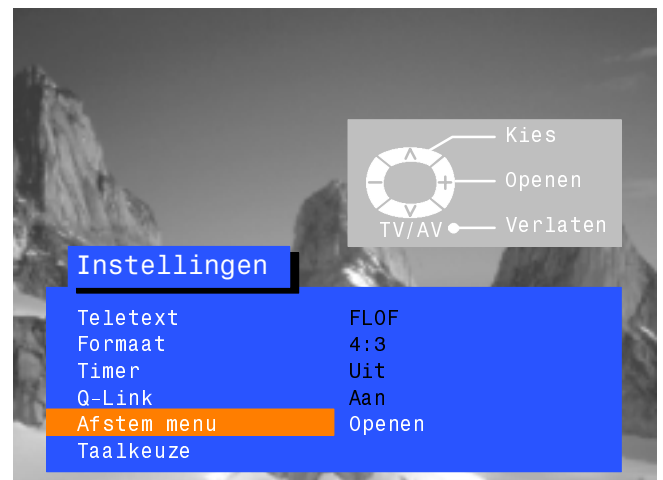 Kies
Openen
TV/AV Verlaten
Instellingen
Teletext FLOF
Formaat 4:3
Timer Uit
Q-Link Aan
Afstem menu Openen
Taalkeuze